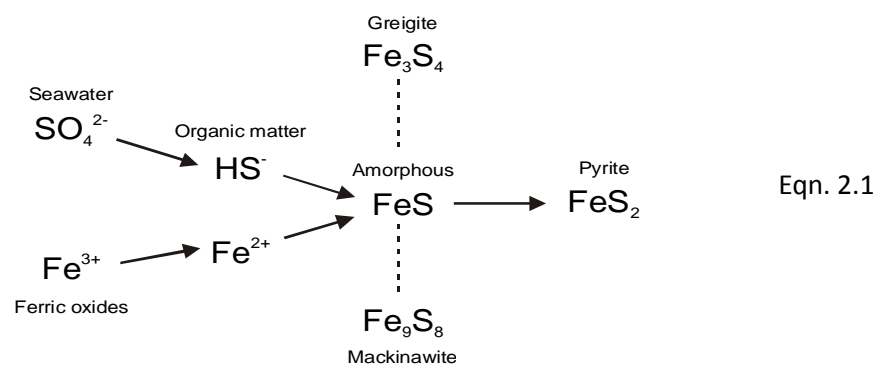 Greigite
Fe₃S₄
Seawater
SO₄²⁻
Organic matter
HS⁻
Amorphous
FeS
Pyrite
FeS₂
Eqn. 2.1
Fe³⁺
Ferric oxides
Fe²⁺
Fe₉S₈
Mackinawite